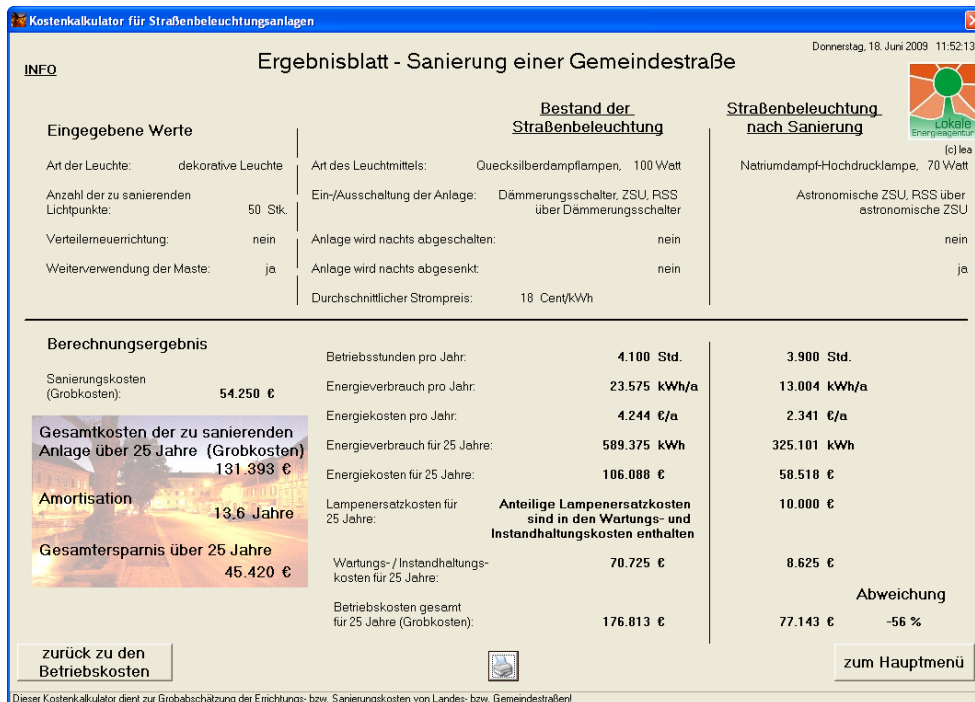 Kostenkalkulator für Straßenbeleuchtungsanlagen
Donnerstag, 18. Juni 2009 11:52:13
INFO
Ergebnisblatt - Sanierung einer Gemeindestraße
Lokale
Energieagentur
(c) lea
Eingegebene Werte
Bestand der
Straßenbeleuchtung
Straßenbeleuchtung
nach Sanierung
Art der Leuchte: dekorative Leuchte
Art des Leuchtmittels: Quecksilberdampflampen, 100 Watt
Natriumdampf-Hochdrucklampe, 70 Watt
Anzahl der zu sanierenden
Lichtpunkte: 50 Stk.
Ein-/Ausschaltung der Anlage: Dämmerungsschalter, ZSU, RSS
über Dämmerungsschalter
Astronomische ZSU, RSS über
astronomische ZSU
Verteilerneuerrichtung: nein
Anlage wird nachts abgeschalten: nein nein
Weiterverwendung der Maste: ja
Anlage wird nachts abgesenkt: nein ja
Durchschnittlicher Strompreis: 18 Cent/kWh
Berechnungsergebnis
Sanierungskosten
(Grobkosten): 54.250 €
Gesamtkosten der zu sanierenden
Anlage über 25 Jahre (Grobkosten)
131.393 €
Amortisation
13,6 Jahre
Gesamtersparnis über 25 Jahre
45.420 €
Betriebsstunden pro Jahr: 4.100 Std. 3.900 Std.
Energieverbrauch pro Jahr: 23.575 kWh/a 13.004 kWh/a
Energiekosten pro Jahr: 4.244 €/a 2.341 €/a
Energieverbrauch für 25 Jahre: 589.375 kWh 325.101 kWh
Energiekosten für 25 Jahre: 106.088 € 58.518 €
Lampenersatzkosten für
25 Jahre:
Anteilige Lampenersatzkosten
sind in den Wartungs- und
Instandhaltungskosten enthalten
10.000 €
Wartungs- / Instandhaltungs-
kosten für 25 Jahre: 70.725 € 8.625 €
Abweichung
Betriebskosten gesamt
für 25 Jahre (Grobkosten): 176.813 € 77.143 € -56 %
zurück zu den
Betriebskosten
zum Hauptmenü
Dieser Kostenkalkulator dient zur Grobabschätzung der Errichtungs- bzw. Sanierungskosten von Landes- bzw. Gemeindestraßen!